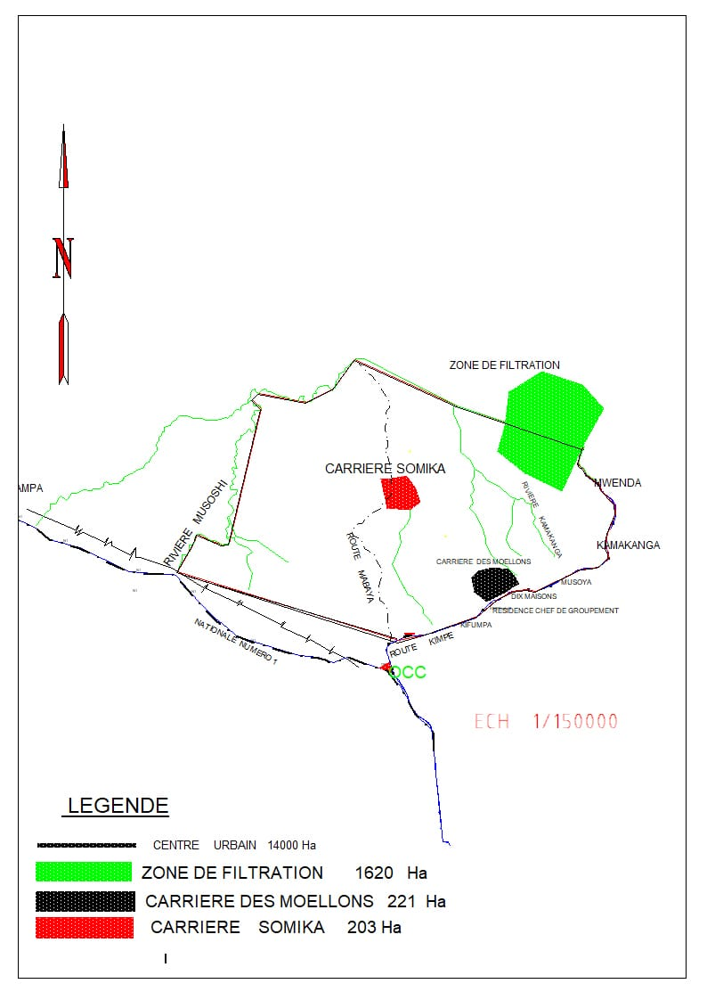 N
ZONE DE FILTRATION
CARRIERE SOMIKA
MWENDA
AMPA
RIVIERE MUSOSHI
RIVIERE KAMAKANGA
ROUTE MABAYA
KAMAKANGA
CARRIERE DES MOELLONS
MUSOYA
DIX MAISONS
RESIDENCE CHEF DE GROUPEMENT
KIFUMPA
NATIONALE NUMERO 1
ROUTE KIMPE
OCC
ECH 1/150000
LEGENDE
CENTRE URBAIN 14000 Ha
ZONE DE FILTRATION 1620 Ha
CARRIERE DES MOELLONS 221 Ha
CARRIERE SOMIKA 203 Ha